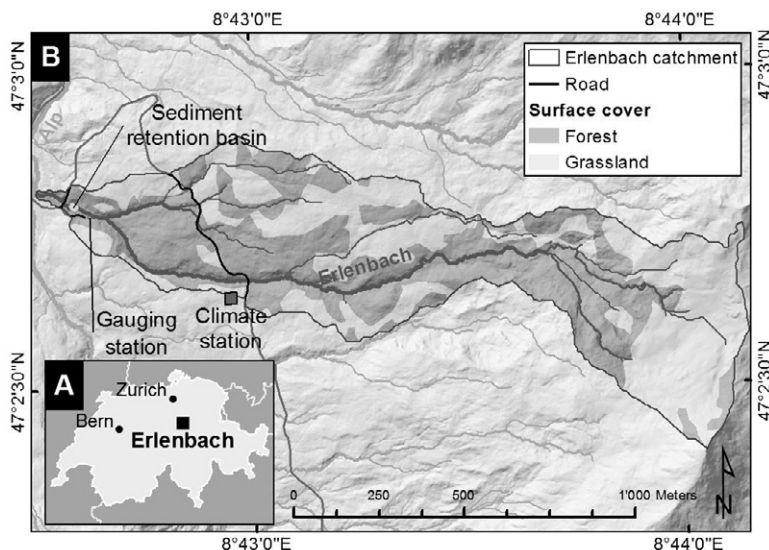 8°43'0"E
8°44'0"E
B
47°3'0"N
47°3'0"N
Alp
Sediment
retention basin
Erlenbach catchment
Road
Surface cover
Forest
Grassland
Erlenbach
Gauging
station
Climate
station
47°2'30"N
47°2'30"N
A
Zurich
Bern
Erlenbach
0
250
500
1'000 Meters
N
8°43'0"E
8°44'0"E